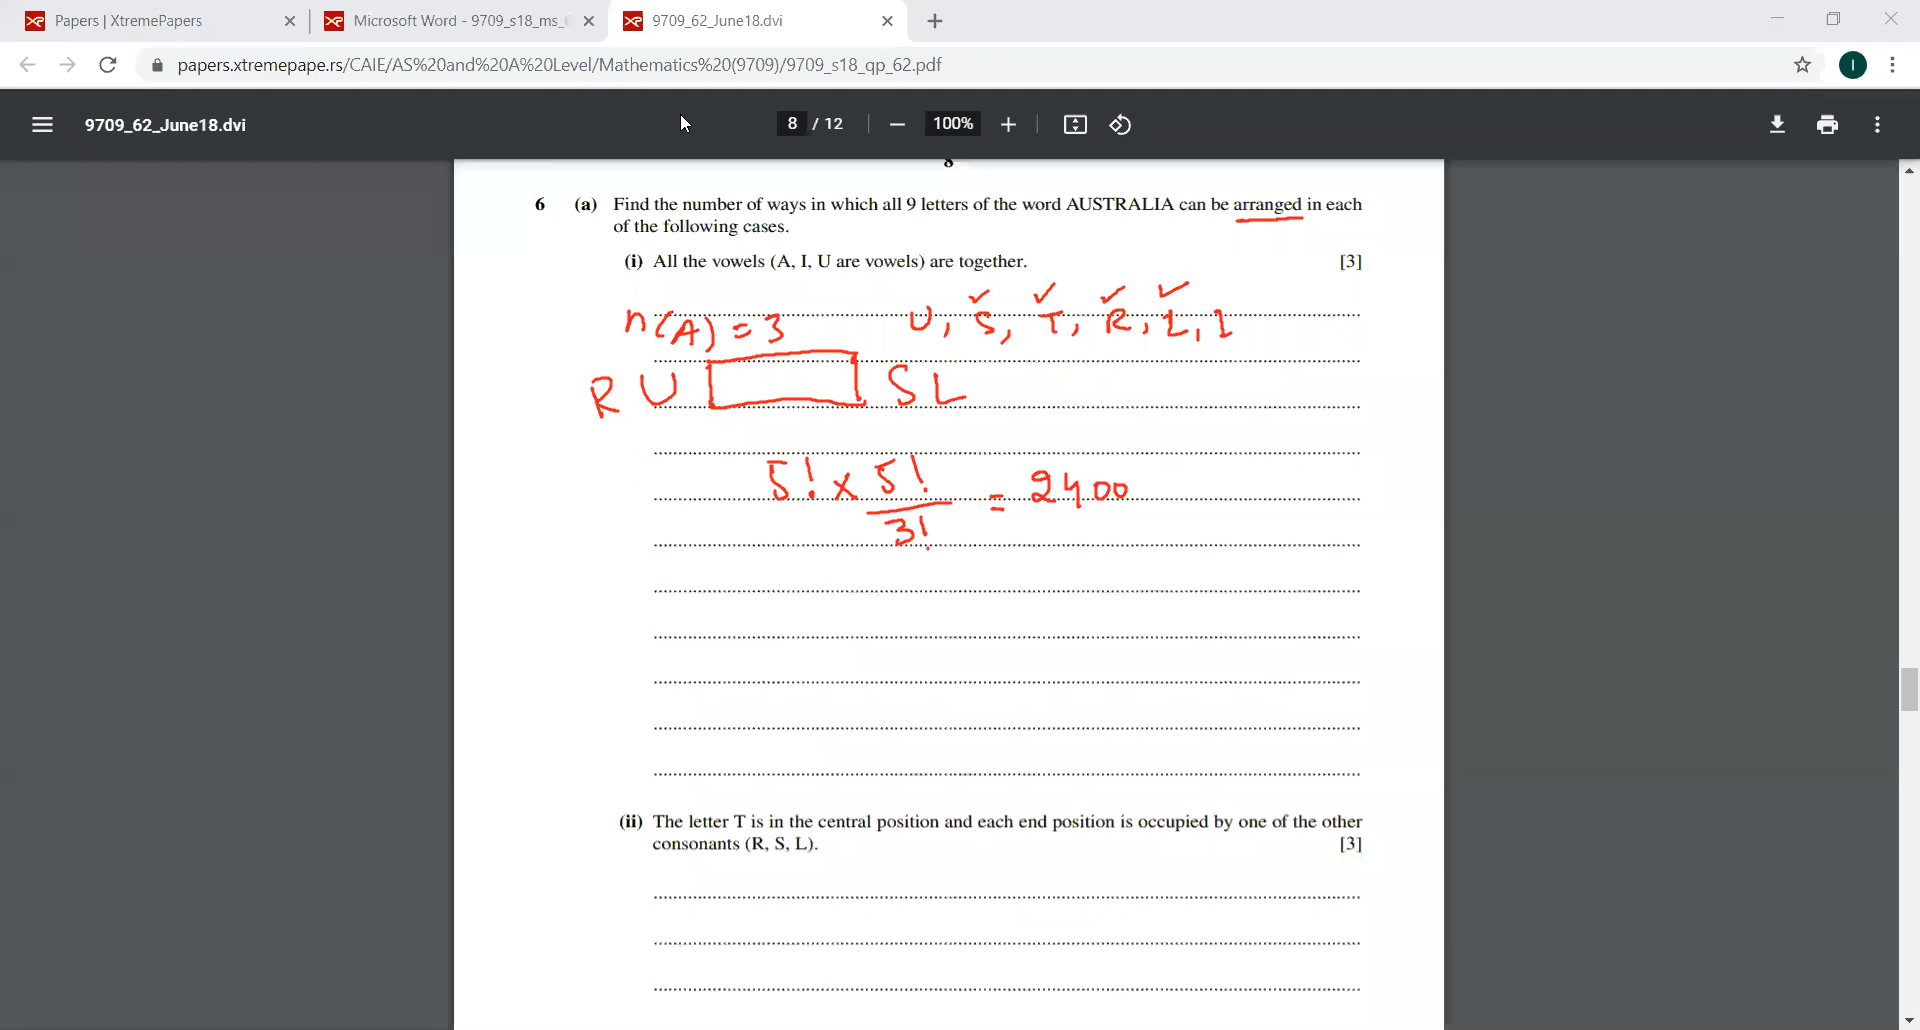 Papers | XtremePapers
Microsoft Word - 9709_s18_ms_
9709_62_June18.dvi
papers.xtremepape.rs/CAIE/AS%20and%20A%20Level/Mathematics%20(9709)/9709_s18_qp_62.pdf
I
9709_62_June18.dvi
8 / 12
100%
8
6 (a) Find the number of ways in which all 9 letters of the word AUSTRALIA can be arranged in each
of the following cases.
(i) All the vowels (A, I, U are vowels) are together. [3]
n(A) = 3 U, S, T, R, L, I
R U S L
5! x 5!
3!
= 2400
(ii) The letter T is in the central position and each end position is occupied by one of the other
consonants (R, S, L). [3]